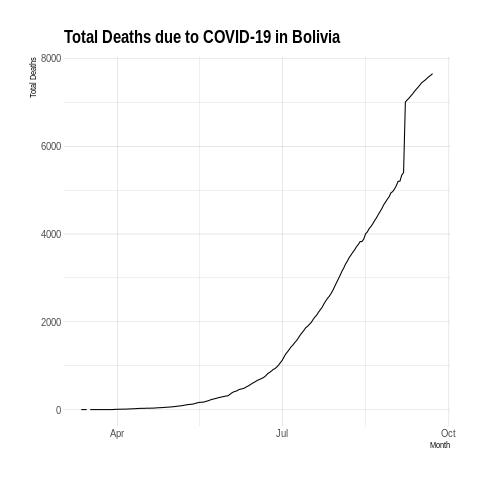 Total Deaths due to COVID-19 in Bolivia
Total Deaths
8000
6000
4000
2000
0
Apr
Jul
Oct
Month